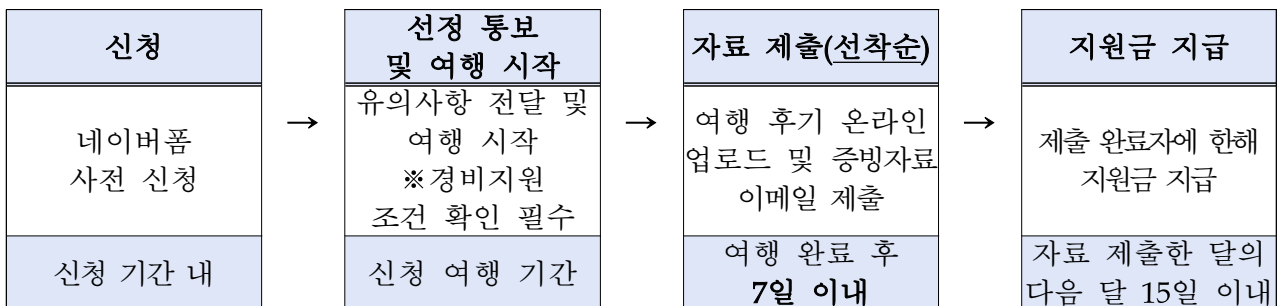 신청
네이버폼
사전 신청
신청 기간 내
→
선정 통보
및 여행 시작
유의사항 전달 및
여행 시작
※경비지원
조건 확인 필수
신청 여행 기간
→
자료 제출(선착순)
여행 후기 온라인
업로드 및 증빙자료
이메일 제출
여행 완료 후
7일 이내
→
지원금 지급
제출 완료자에 한해
지원금 지급
자료 제출한 달의
다음 달 15일 이내